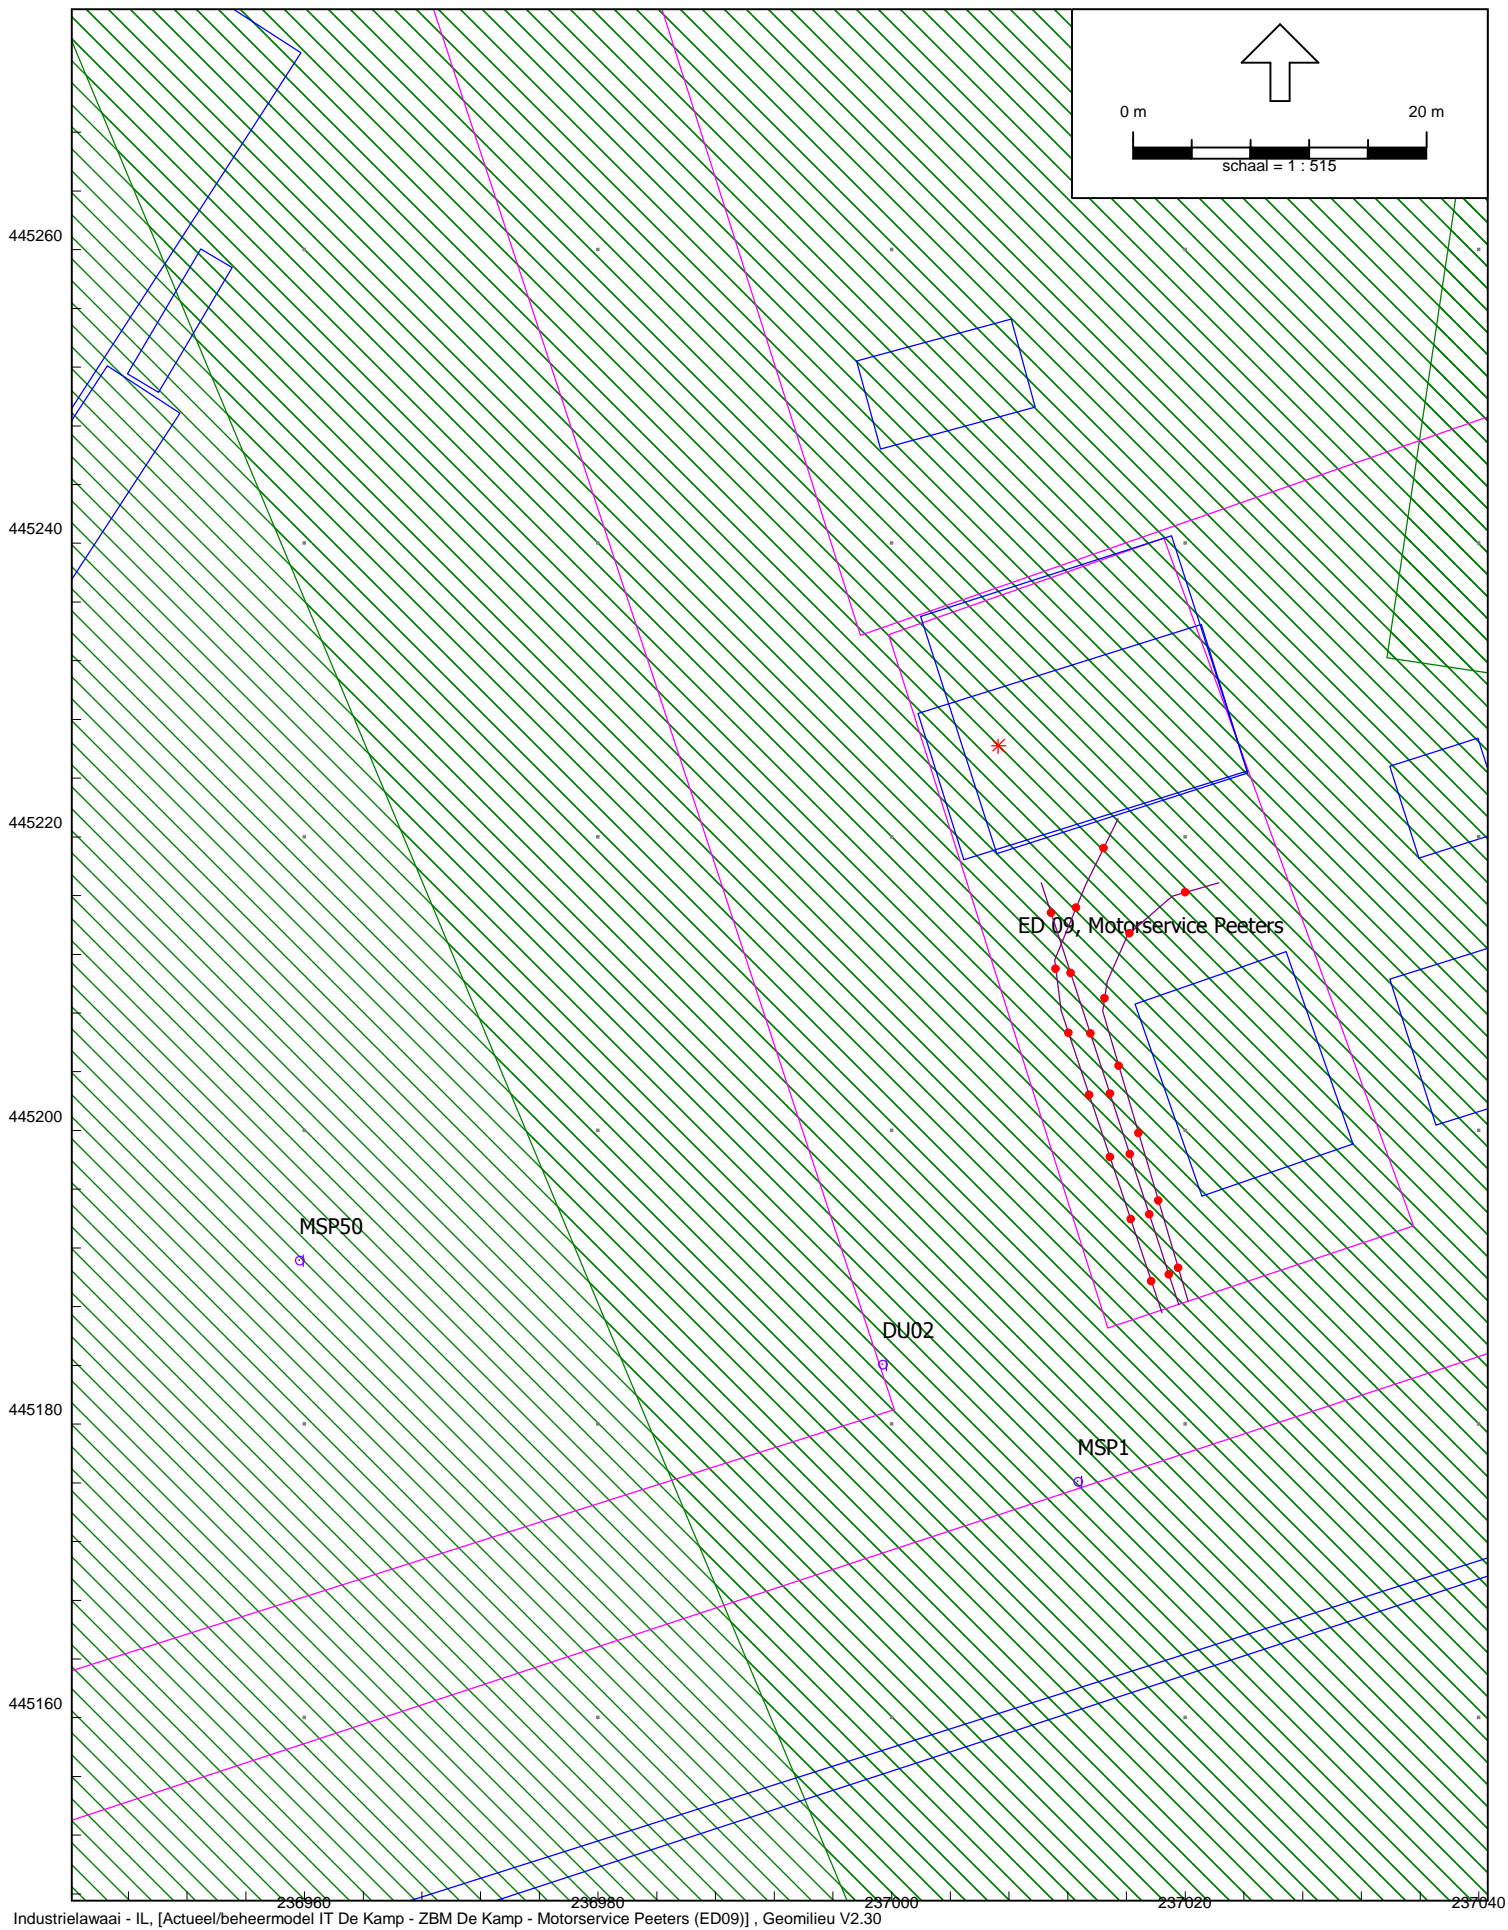 0 m 20 m
schaal = 1 : 515
445260
445240
445220
ED 09, Motorservice Peeters
445200
MSP50
DU02
445180
MSP1
445160
236960 236980 237000 237020 237040
Industrielawaai - IL, [Actueel/beheermodel IT De Kamp - ZBM De Kamp - Motorservice Peeters (ED09)] , Geomilieu V2.30